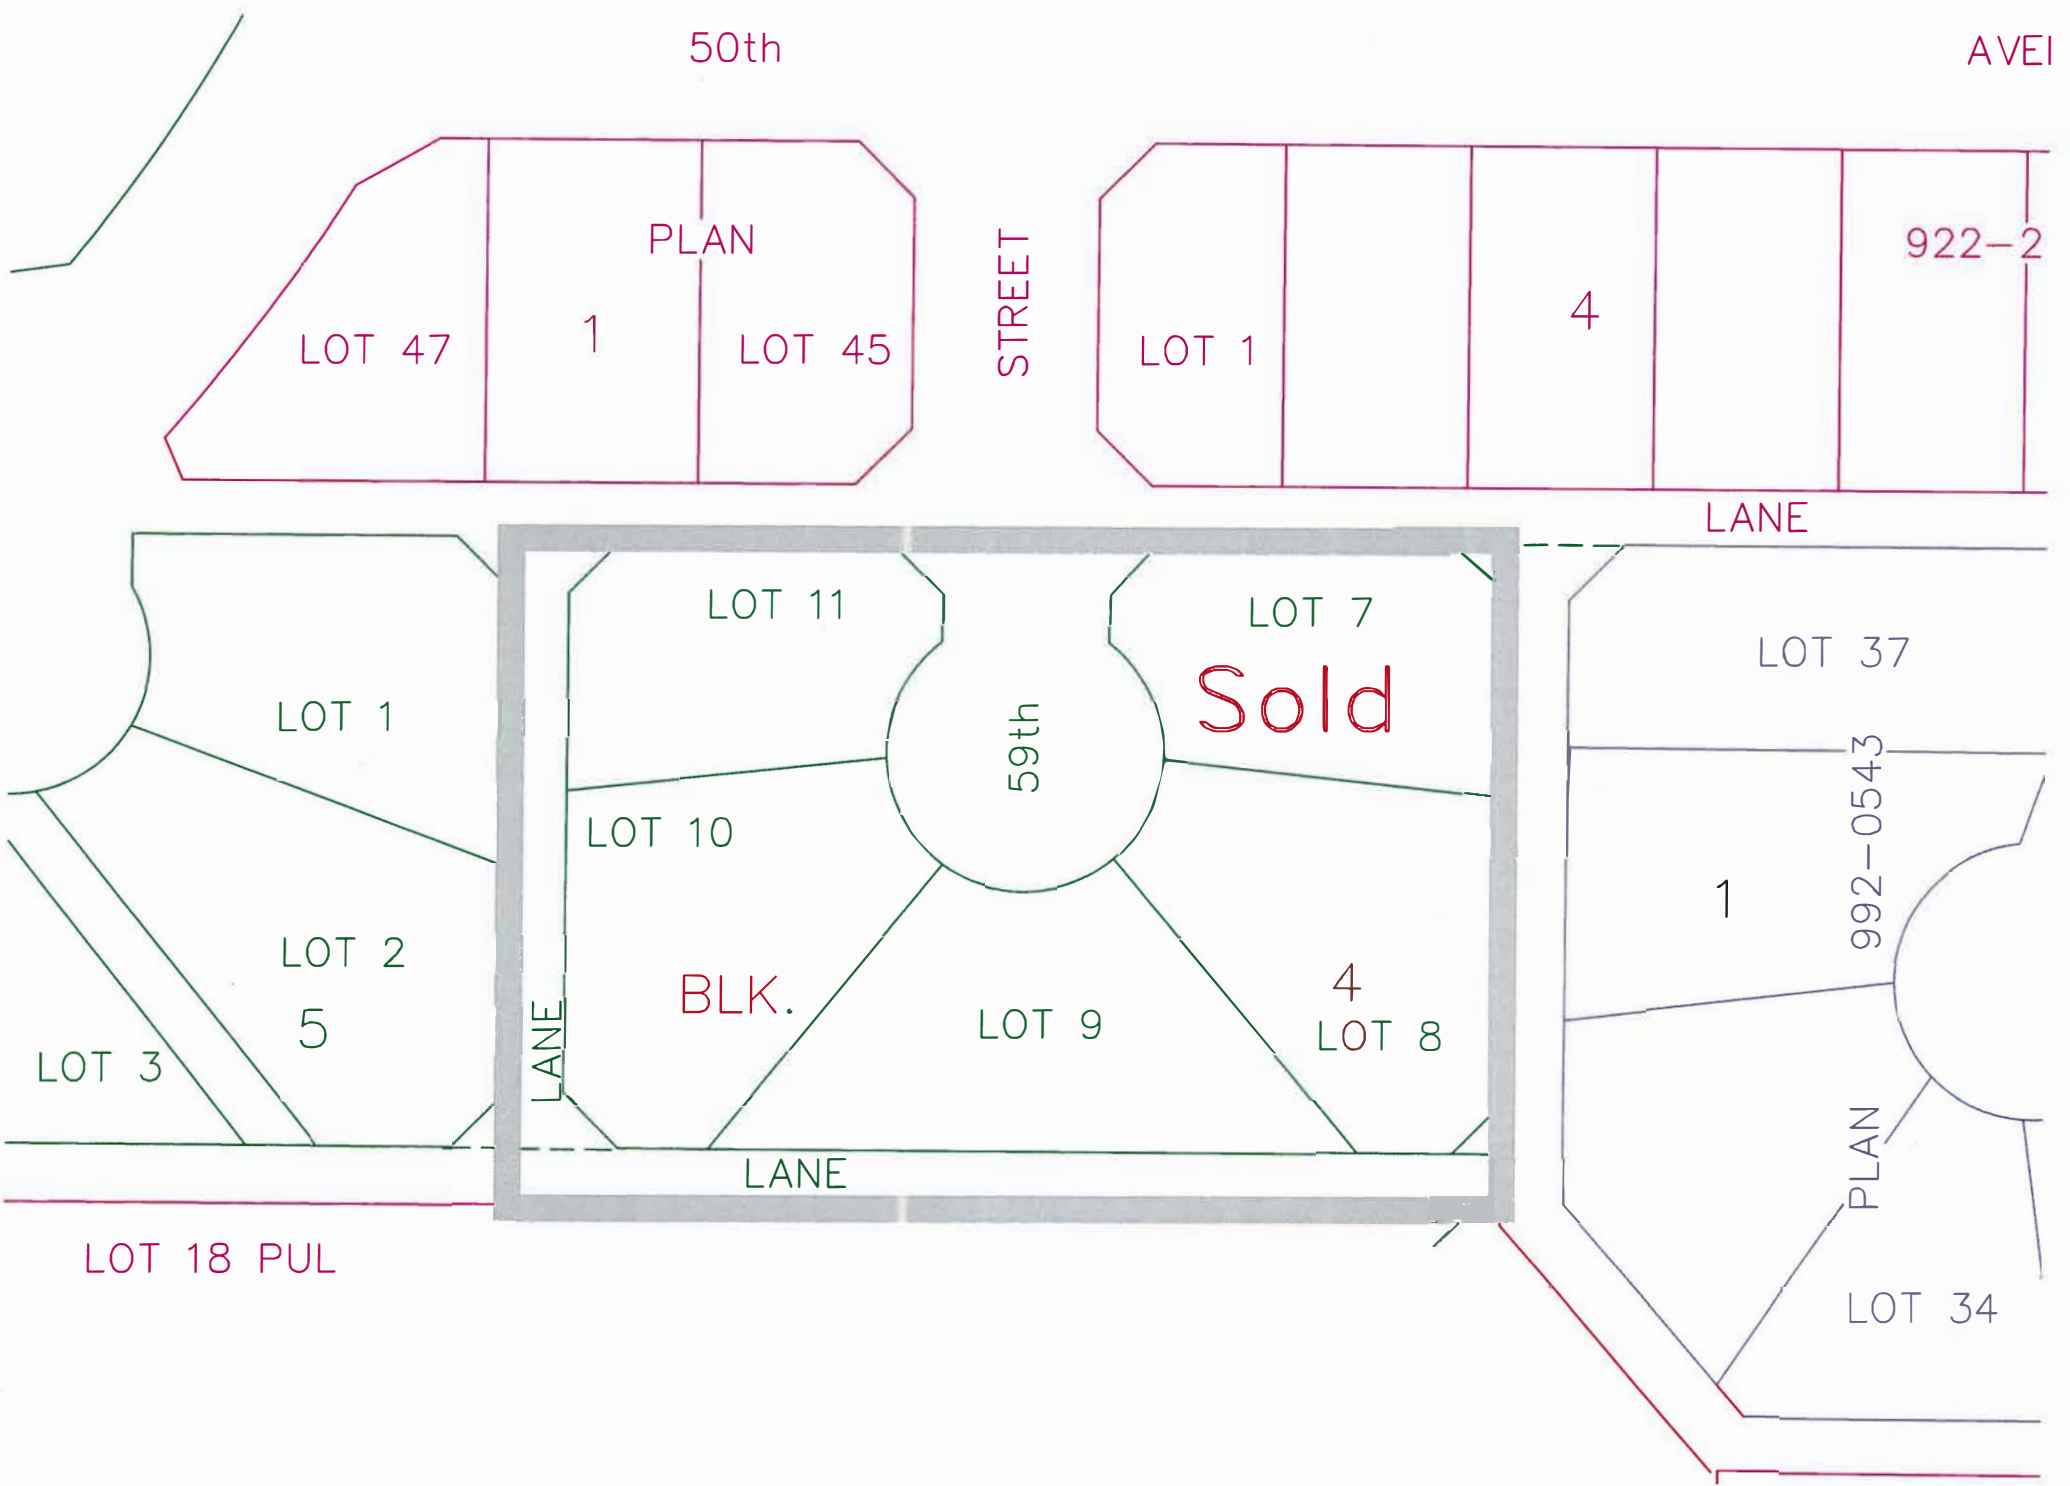 50th
AVEI
PLAN
STREET
922-2
LOT 47
1
LOT 45
LOT 1
4
LANE
LOT 11
LOT 7
LOT 37
Sold
LOT 1
59th
992-0543
LOT 10
1
LOT 2
BLK.
4
LOT 9
LOT 8
5
LANE
LOT 3
PLAN
LANE
LOT 18 PUL
LOT 34